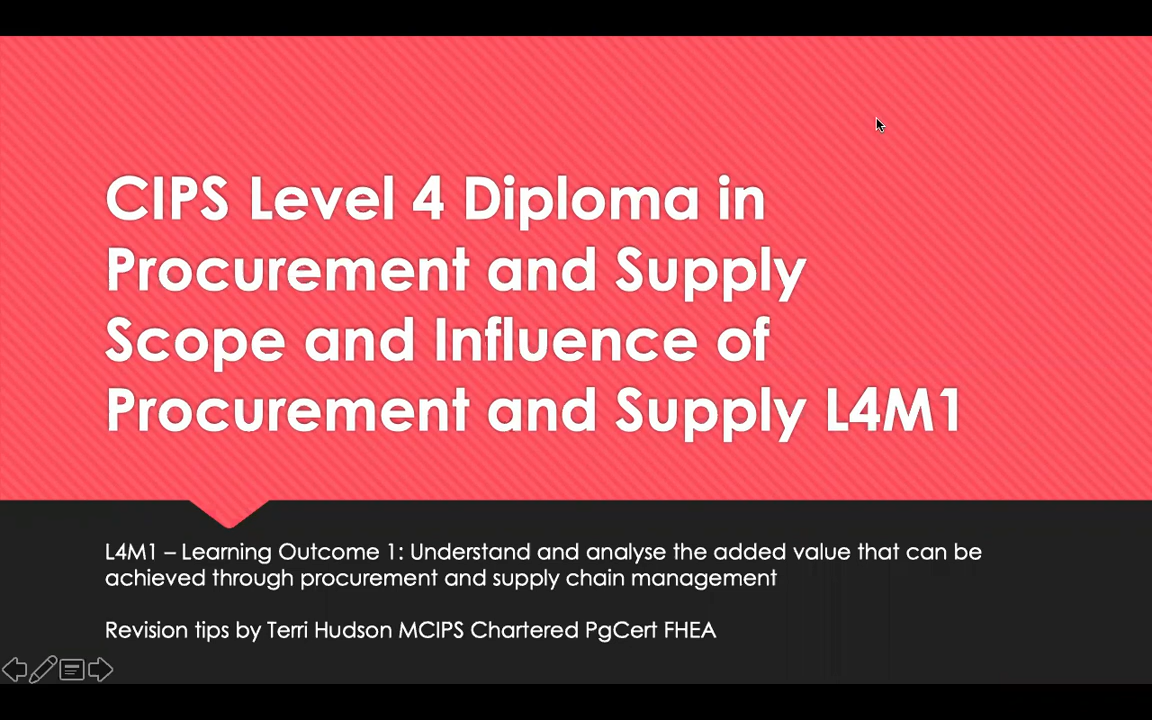 CIPS Level 4 Diploma in
Procurement and Supply
Scope and Influence of
Procurement and Supply L4M1
L4M1 – Learning Outcome 1: Understand and analyse the added value that can be
achieved through procurement and supply chain management
Revision tips by Terri Hudson MCIPS Chartered PgCert FHEA